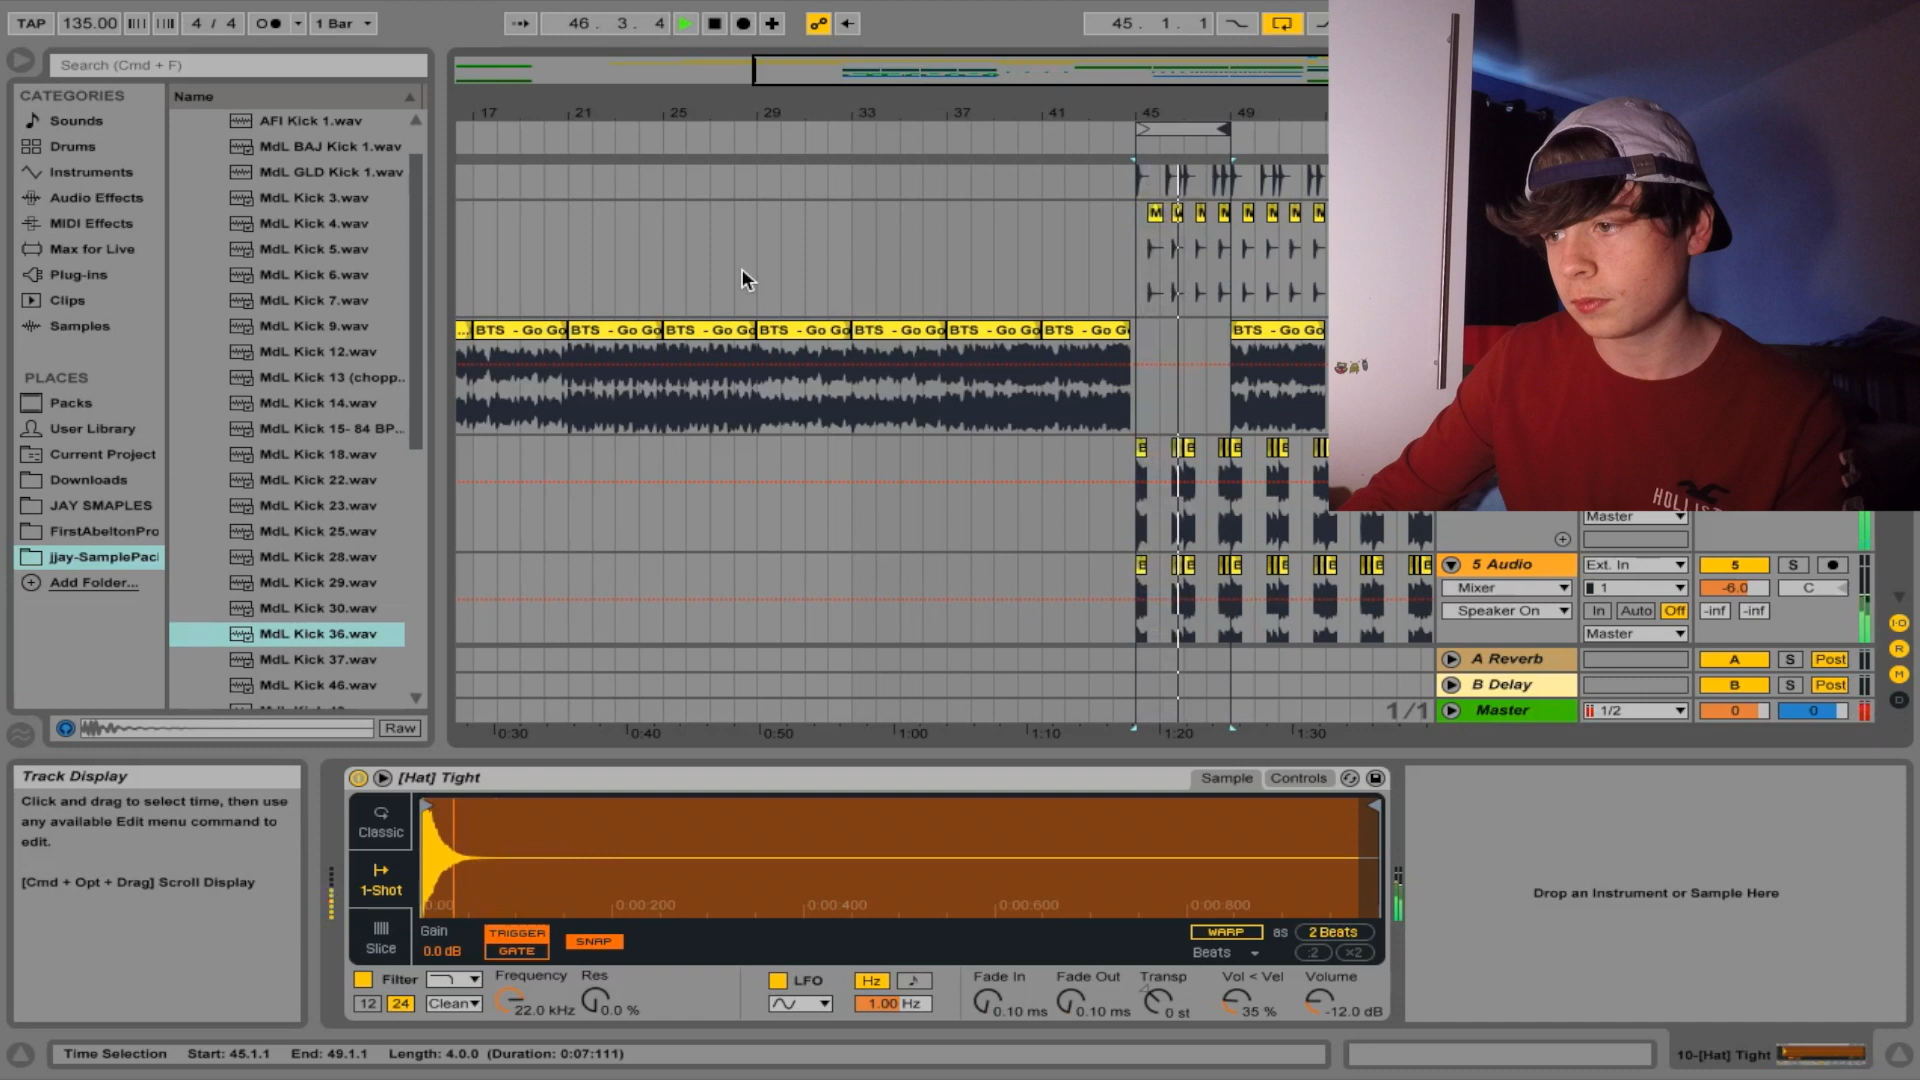 TAP 135.00 4 / 4 1 Bar 46. 3. 4 45. 1. 1
Search (Cmd + F)
CATEGORIES
Sounds
Drums
Instruments
Audio Effects
MIDI Effects
Max for Live
Plug-ins
Clips
Samples
PLACES
Packs
User Library
Current Project
Downloads
JAY SMAPLES
FirstAbeltonPro
jjay-SamplePac
Add Folder...
Name
AFI Kick 1.wav
MdL BAJ Kick 1.wav
MdL GLD Kick 1.wav
MdL Kick 3.wav
MdL Kick 4.wav
MdL Kick 5.wav
MdL Kick 6.wav
MdL Kick 7.wav
MdL Kick 9.wav
MdL Kick 12.wav
MdL Kick 13 (chopp..
MdL Kick 14.wav
MdL Kick 15- 84 BP...
MdL Kick 18.wav
MdL Kick 22.wav
MdL Kick 23.wav
MdL Kick 25.wav
MdL Kick 28.wav
MdL Kick 29.wav
MdL Kick 30.wav
MdL Kick 36.wav
MdL Kick 37.wav
MdL Kick 46.wav
Raw
17 21 25 29 33 37 41 45 49
... BTS - Go Go BTS - Go Go BTS - Go Go BTS - Go Go BTS - Go Go BTS - Go Go BTS - Go G BTS - Go Go
HOLLIS
Master
5 Audio Ext. In 5 S
Mixer 1 -6.0 C
Speaker On In Auto Off -inf -inf
Master
A Reverb A S Post
B Delay B S Post
1/1 Master 1/2 0 0
0:30 0:40 0:50 1:00 1:10 1:20 1:30
Track Display
Click and drag to select time, then use
any available Edit menu command to
edit.
[Cmd + Opt + Drag] Scroll Display
[Hat] Tight Sample Controls
Classic
1-Shot
Slice
0:00:200 0:00:400 0:00:600 0:00:800
Gain TRIGGER SNAP WARP as 2 Beats
0.0 dB GATE Beats :2 ×2
Filter Frequency Res LFO Hz Fade In Fade Out Transp Vol < Vel Volume
12 24 Clean 22.0 kHz 0.0 % 1.00 Hz 0.10 ms 0.10 ms 0 st 35 % -12.0 dB
Drop an Instrument or Sample Here
Time Selection Start: 45.1.1 End: 49.1.1 Length: 4.0.0 (Duration: 0:07:111)
10-[Hat] Tight